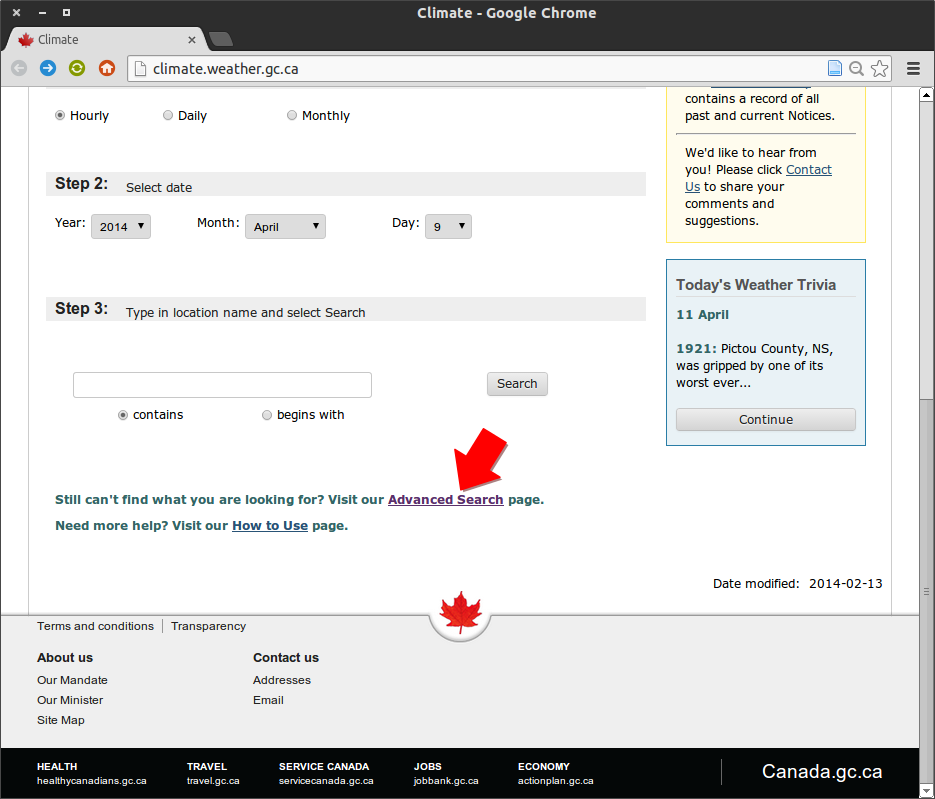 Climate - Google Chrome
Climate
climate.weather.gc.ca
Hourly Daily Monthly
Step 2: Select date
Year: 2014 Month: April Day: 9
Step 3: Type in location name and select Search
Search
contains begins with
Still can't find what you are looking for? Visit our Advanced Search page.
Need more help? Visit our How to Use page.
contains a record of all
past and current Notices.
We'd like to hear from
you! Please click Contact
Us to share your
comments and
suggestions.
Today's Weather Trivia
11 April
1921: Pictou County, NS,
was gripped by one of its
worst ever...
Continue
Date modified: 2014-02-13
Terms and conditions Transparency
About us
Our Mandate
Our Minister
Site Map
Contact us
Addresses
Email
HEALTH
healthycanadians.gc.ca
TRAVEL
travel.gc.ca
SERVICE CANADA
servicecanada.gc.ca
JOBS
jobbank.gc.ca
ECONOMY
actionplan.gc.ca
Canada.gc.ca